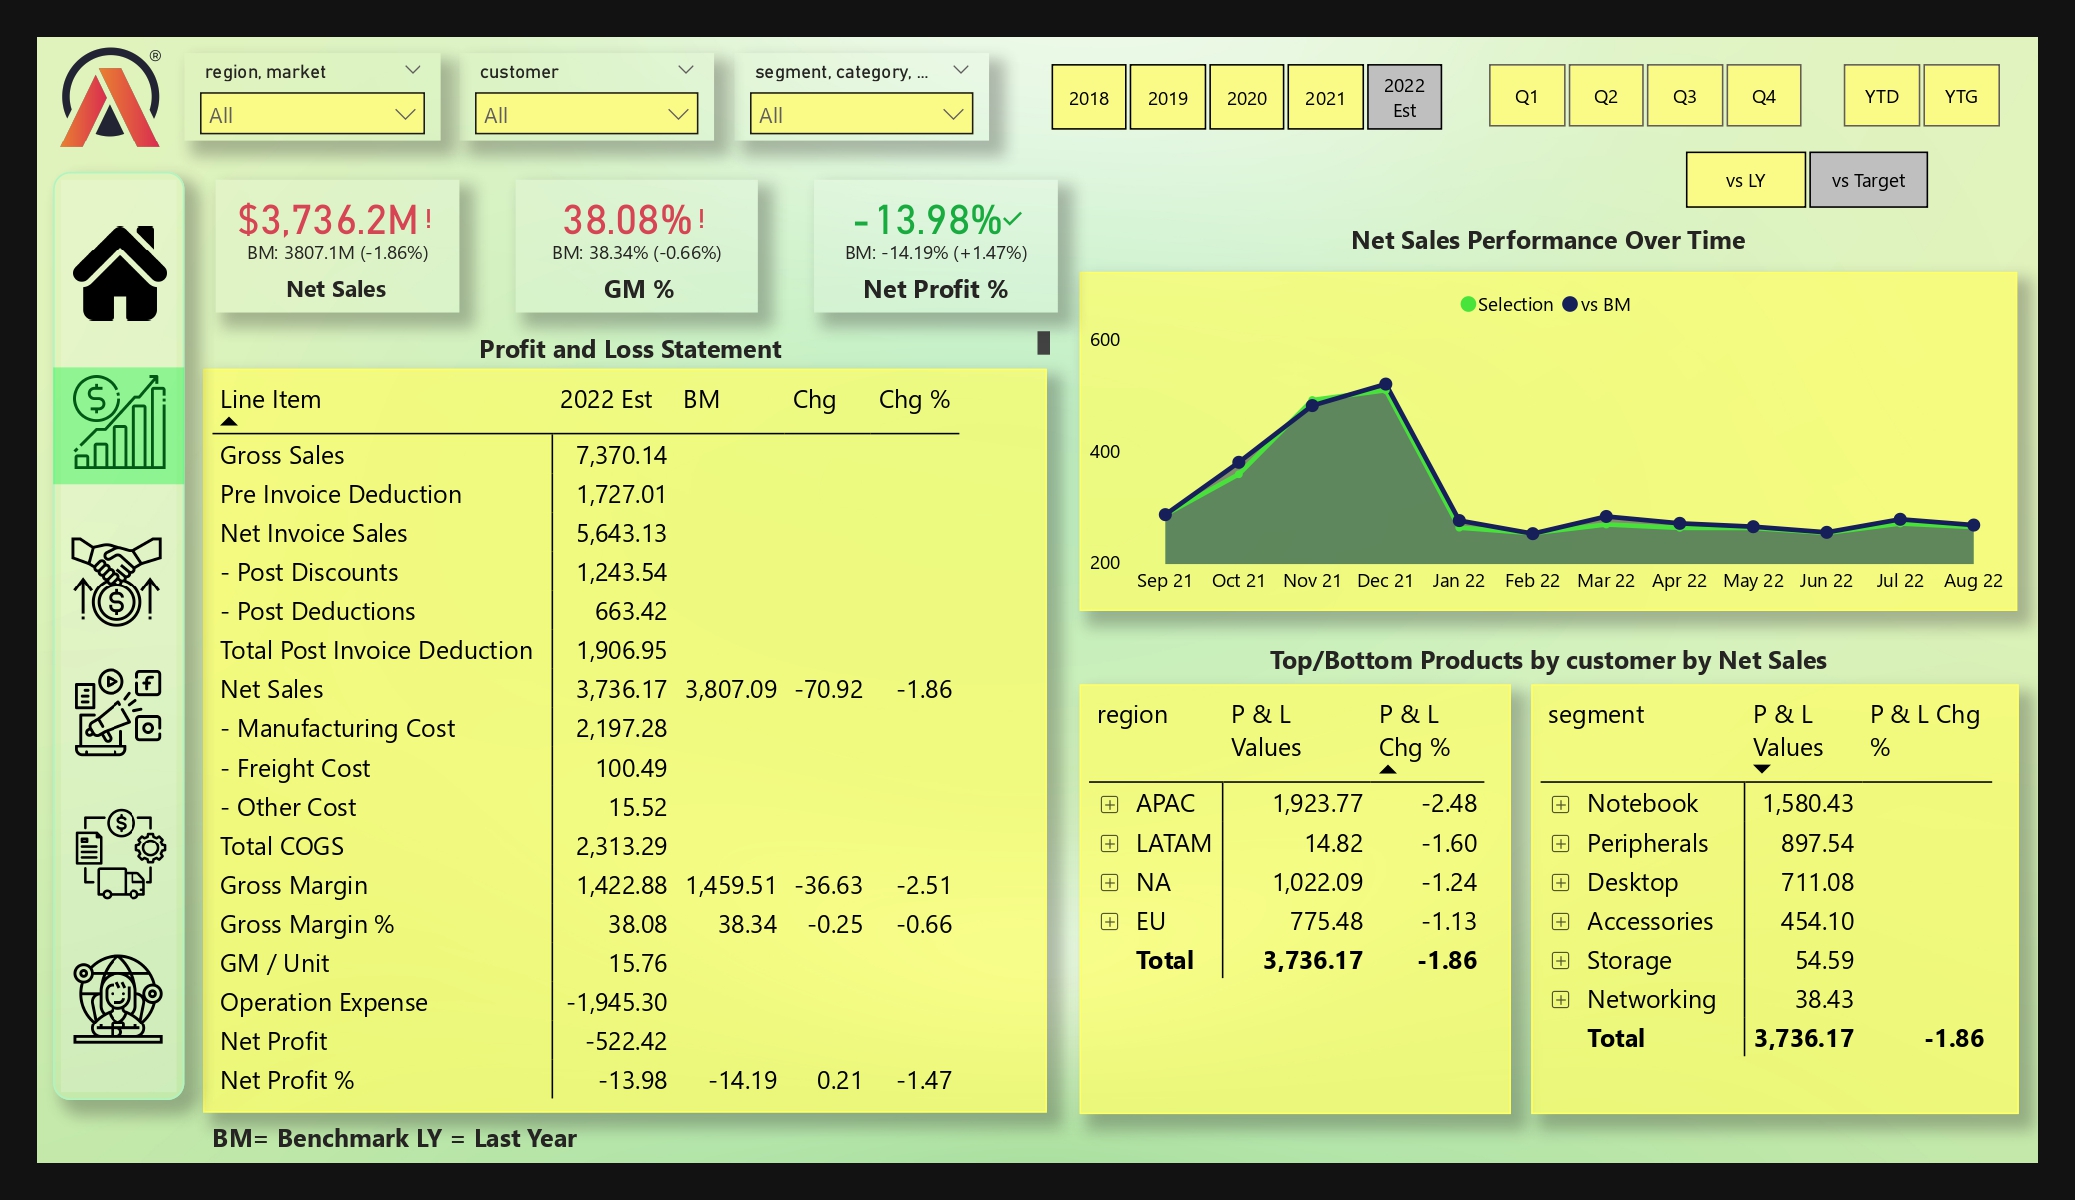 ®
region, market
All
customer
All
segment, category, ...
All
2018
2019
2020
2021
2022
Est
Q1
Q2
Q3
Q4
YTD
YTG
vs LY
vs Target
$3,736.2M!
BM: 3807.1M (-1.86%)
Net Sales
38.08%!
BM: 38.34% (-0.66%)
GM %
-13.98%
BM: -14.19% (+1.47%)
Net Profit %
Profit and Loss Statement
Line Item 2022 Est BM Chg Chg %
Gross Sales 7,370.14
Pre Invoice Deduction 1,727.01
Net Invoice Sales 5,643.13
- Post Discounts 1,243.54
- Post Deductions 663.42
Total Post Invoice Deduction 1,906.95
Net Sales 3,736.17 3,807.09 -70.92 -1.86
- Manufacturing Cost 2,197.28
- Freight Cost 100.49
- Other Cost 15.52
Total COGS 2,313.29
Gross Margin 1,422.88 1,459.51 -36.63 -2.51
Gross Margin % 38.08 38.34 -0.25 -0.66
GM / Unit 15.76
Operation Expense -1,945.30
Net Profit -522.42
Net Profit % -13.98 -14.19 0.21 -1.47
BM= Benchmark LY = Last Year
Net Sales Performance Over Time
Selection vs BM
600
400
200
Sep 21 Oct 21 Nov 21 Dec 21 Jan 22 Feb 22 Mar 22 Apr 22 May 22 Jun 22 Jul 22 Aug 22
Top/Bottom Products by customer by Net Sales
region P & L P & L
Values Chg %
APAC 1,923.77 -2.48
LATAM 14.82 -1.60
NA 1,022.09 -1.24
EU 775.48 -1.13
Total 3,736.17 -1.86
segment P & L P & L Chg
Values %
Notebook 1,580.43
Peripherals 897.54
Desktop 711.08
Accessories 454.10
Storage 54.59
Networking 38.43
Total 3,736.17 -1.86